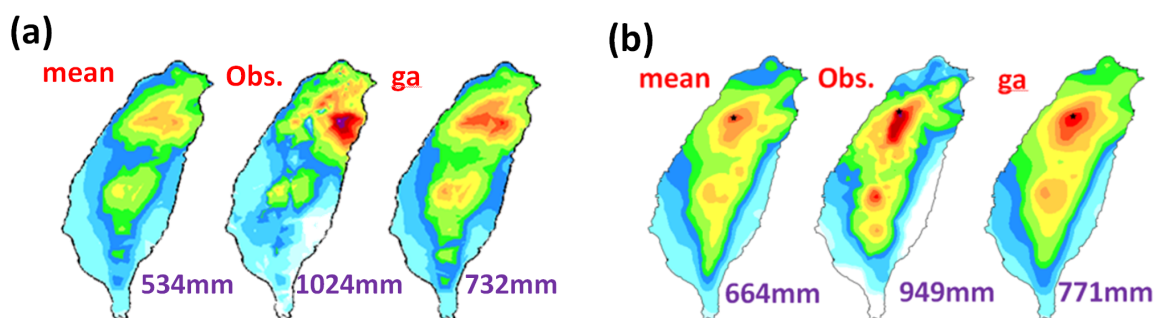 (a)
mean Obs. ga
534mm 1024mm 732mm
(b)
mean Obs. ga
664mm 949mm 771mm